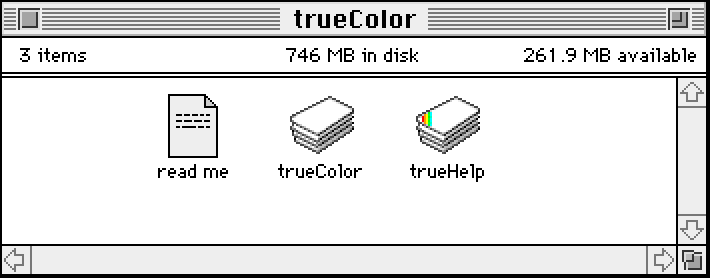 trueColor
3 items 746 MB in disk 261.9 MB available
read me trueColor trueHelp